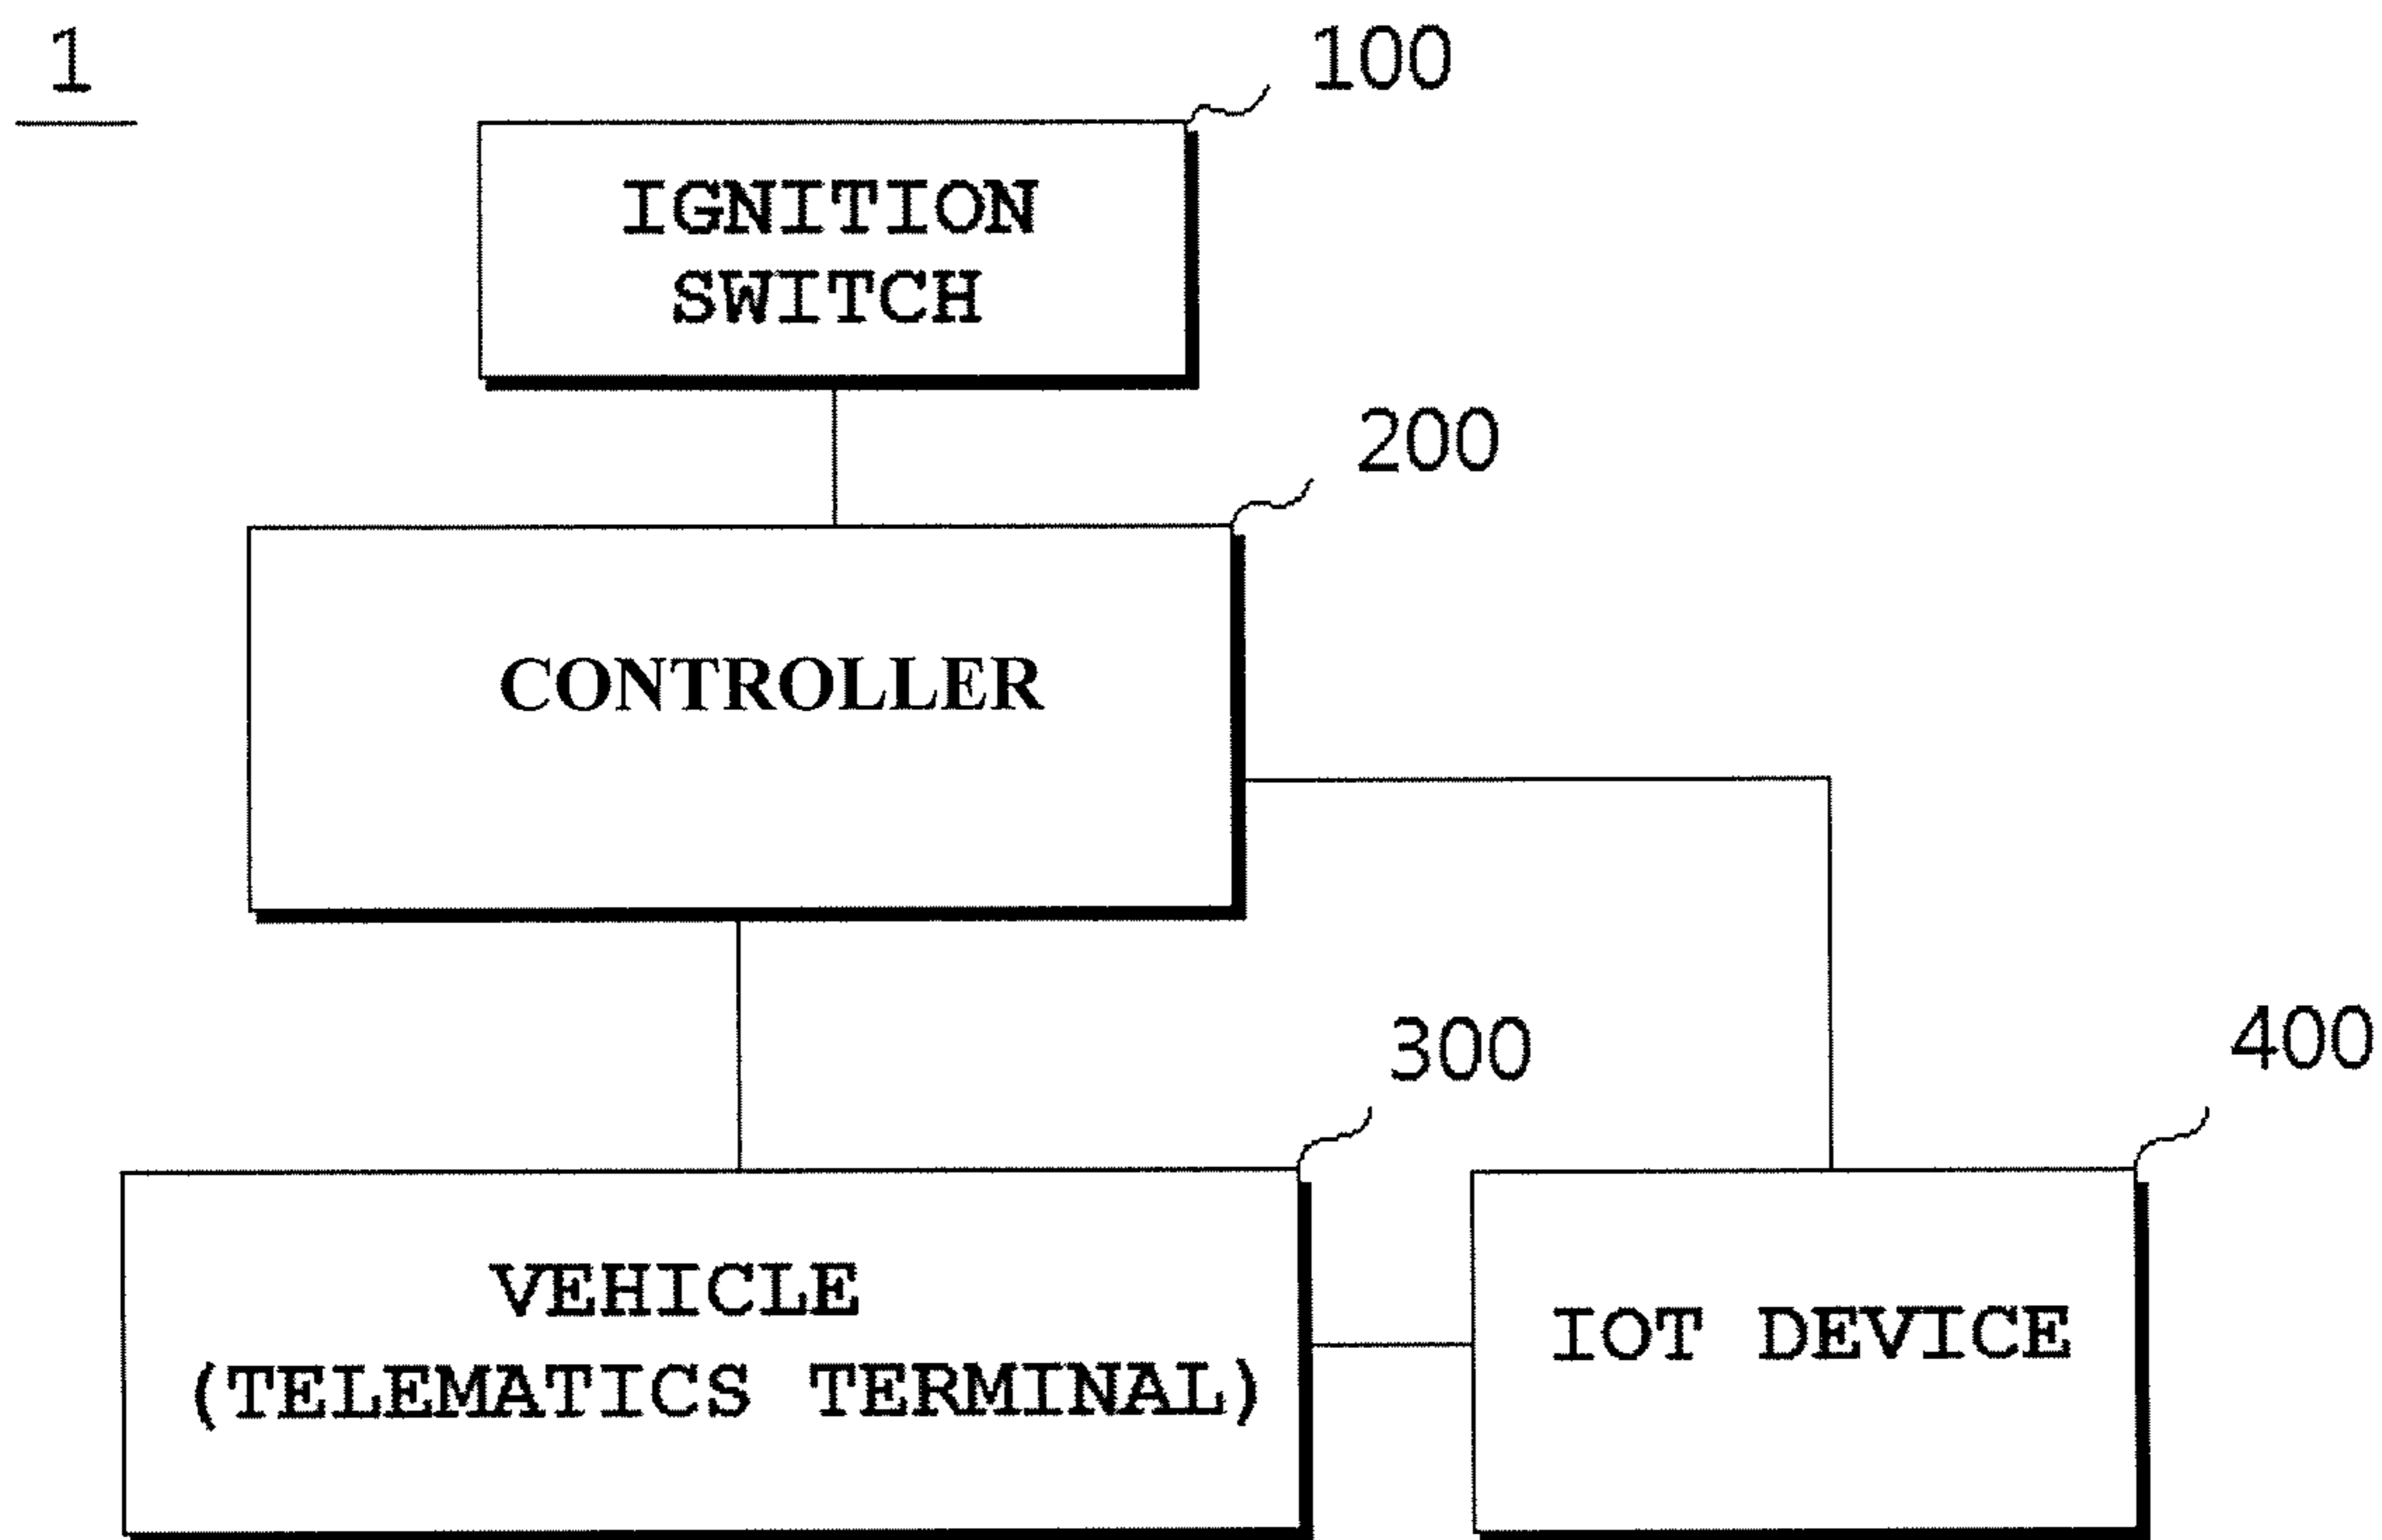 1
100
IGNITION
SWITCH
200
CONTROLLER
300
400
VEHICLE
(TELEMATICS TERMINAL)
IOT DEVICE